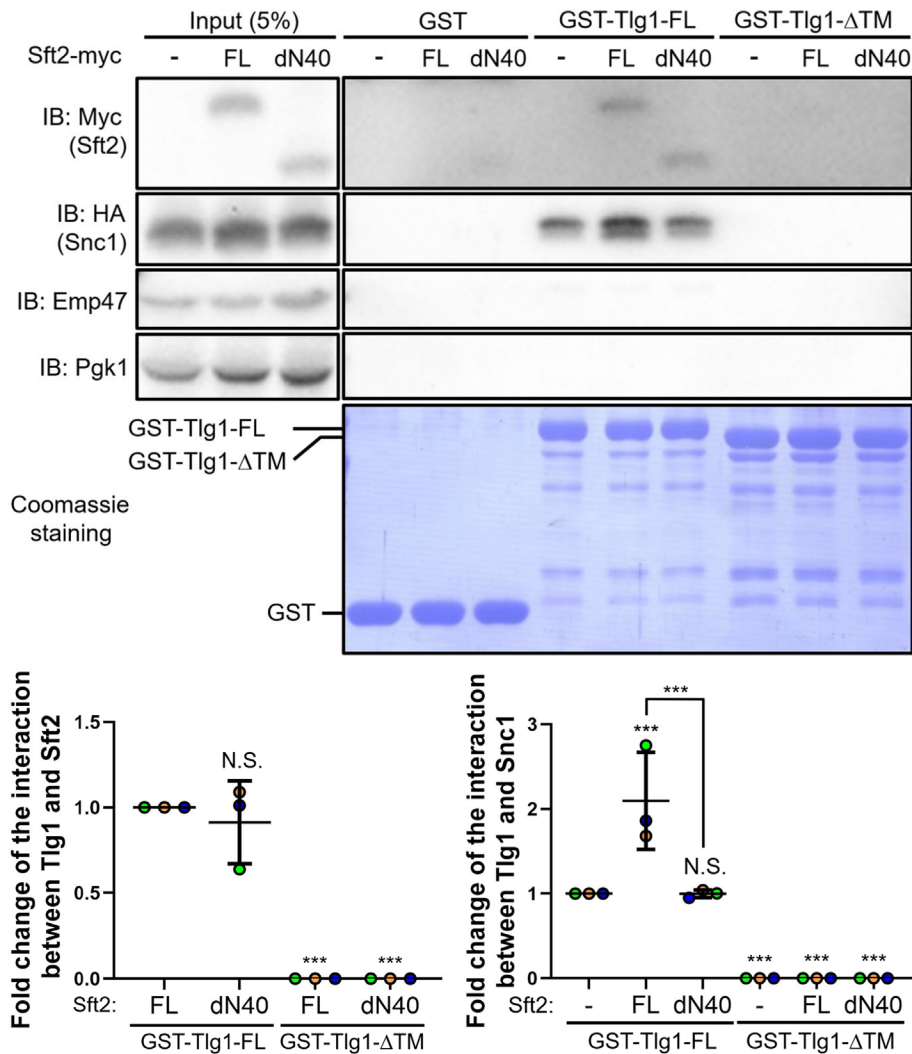 Input (5%) GST GST-Tlg1-FL GST-Tlg1-ΔTM
Sft2-myc - FL dN40 - FL dN40 - FL dN40 - FL dN40
IB: Myc
(Sft2)
IB: HA
(Snc1)
IB: Emp47
IB: Pgk1
GST-Tlg1-FL
GST-Tlg1-ΔTM
Coomassie
staining
GST
Fold change of the interaction
between Tlg1 and Sft2
1.5
1.0
0.5
0.0
N.S.
*** ***
Sft2: FL dN40 FL dN40
GST-Tlg1-FL GST-Tlg1-ΔTM
Fold change of the interaction
between Tlg1 and Snc1
3
2
1
0
***
***
N.S.
*** *** ***
Sft2: - FL dN40 - FL dN40
GST-Tlg1-FL GST-Tlg1-ΔTM